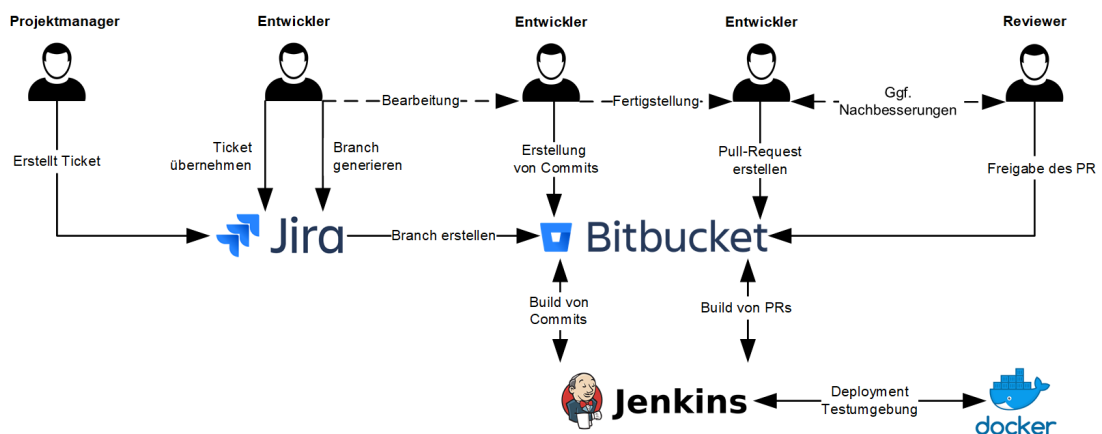 Projektmanager
Entwickler
Entwickler
Entwickler
Reviewer
Bearbeitung
Fertigstellung
Ggf.
Nachbesserungen
Erstellt Ticket
Ticket
übernehmen
Branch
generieren
Erstellung
von Commits
Pull-Request
erstellen
Freigabe des PR
Jira
Branch erstellen
Bitbucket
Build von
Commits
Build von PRs
Jenkins
Deployment
Testumgebung
docker